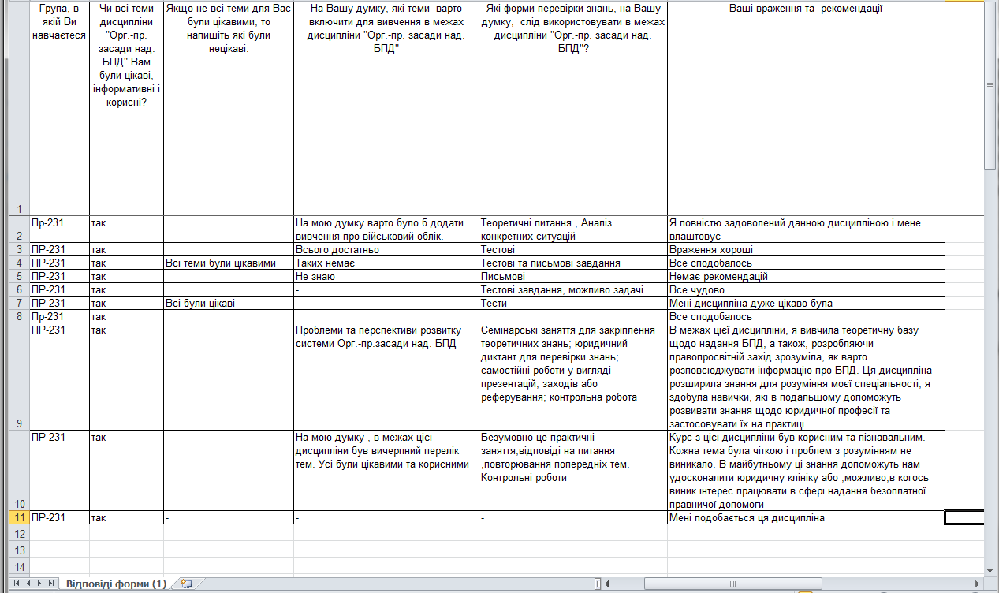 Група, в
якій Ви
навчаєтеся
Чи всі теми
дисципліни
"Орг.-пр.
засади над.
БПД" Вам
були цікаві,
інформативні і
корисні?
Якщо не всі теми для Вас
були цікавими, то
напишіть які були
нецікаві.
На Вашу думку, які теми варто
включити для вивчення в межах
дисципліни "Орг.-пр. засади над.
БПД"
Які форми перевірки знань, на Вашу
думку, слід використовувати в межах
дисципліни "Орг.-пр. засади над.
БПД"?
Ваші враження та рекомендації
1
Пр-231
так
На мою думку варто було б додати
вивчення про військовий облік.
Теоретичні питання , Аналіз
конкретних ситуацій
Я повністю задоволений данною дисципліною і мене
влаштовує
2
3 ПР-231 так Всього достатньо Тестові Враження хороші
4 ПР-231 так Всі теми були цікавими Таких немає Тестові та письмові завдання Все сподобалось
5 ПР-231 так Не знаю Письмові Немає рекомендацій
6 ПР-231 так - Тестові завдання, можливо задачі Все чудово
7 ПР-231 так Всі були цікаві - Тести Мені дисципліна дуже цікаво була
8 Пр-231 так Все сподобалось
ПР-231
так
Проблеми та перспективи розвитку
системи Орг.-пр.засади над. БПД
Семінарські заняття для закріплення
теоретичних знань; юридичний
диктант для перевірки знань;
самостійні роботи у вигляді
презентацій, заходів або
реферування; контрольна робота
В межах цієї дисципліни, я вивчила теоретичну базу
щодо надання БПД, а також, розробляючи
правопросвітній захід зрозуміла, як варто
розповсюджувати інформацію про БПД. Ця дисципліна
розширила знання для розуміння моєї спеціальності; я
здобула навички, які в подальшому допоможуть
розвивати знання щодо юридичної професії та
застосовувати їх на практиці
9
ПР-231
так
-
На мою думку , в межах цієї
дисципліни був вичерпний перелік
тем. Усі були цікавими та корисними
Безумовно це практичні
заняття,відповіді на питання
,повторювання попередніх тем.
Контрольні роботи
Курс з цієї дисципліни був корисним та пізнавальним.
Кожна тема була чіткою і проблем з розумінням не
виникало. В майбутньому ці знання допоможуть нам
удосконалити юридичну клініку або ,можливо,в когось
виник інтерес працювати в сфері надання безоплатної
правничої допомоги
10
11 ПР-231 так - - - Мені подобається ця дисципліна
12
13
14
Відповіді форми (1)